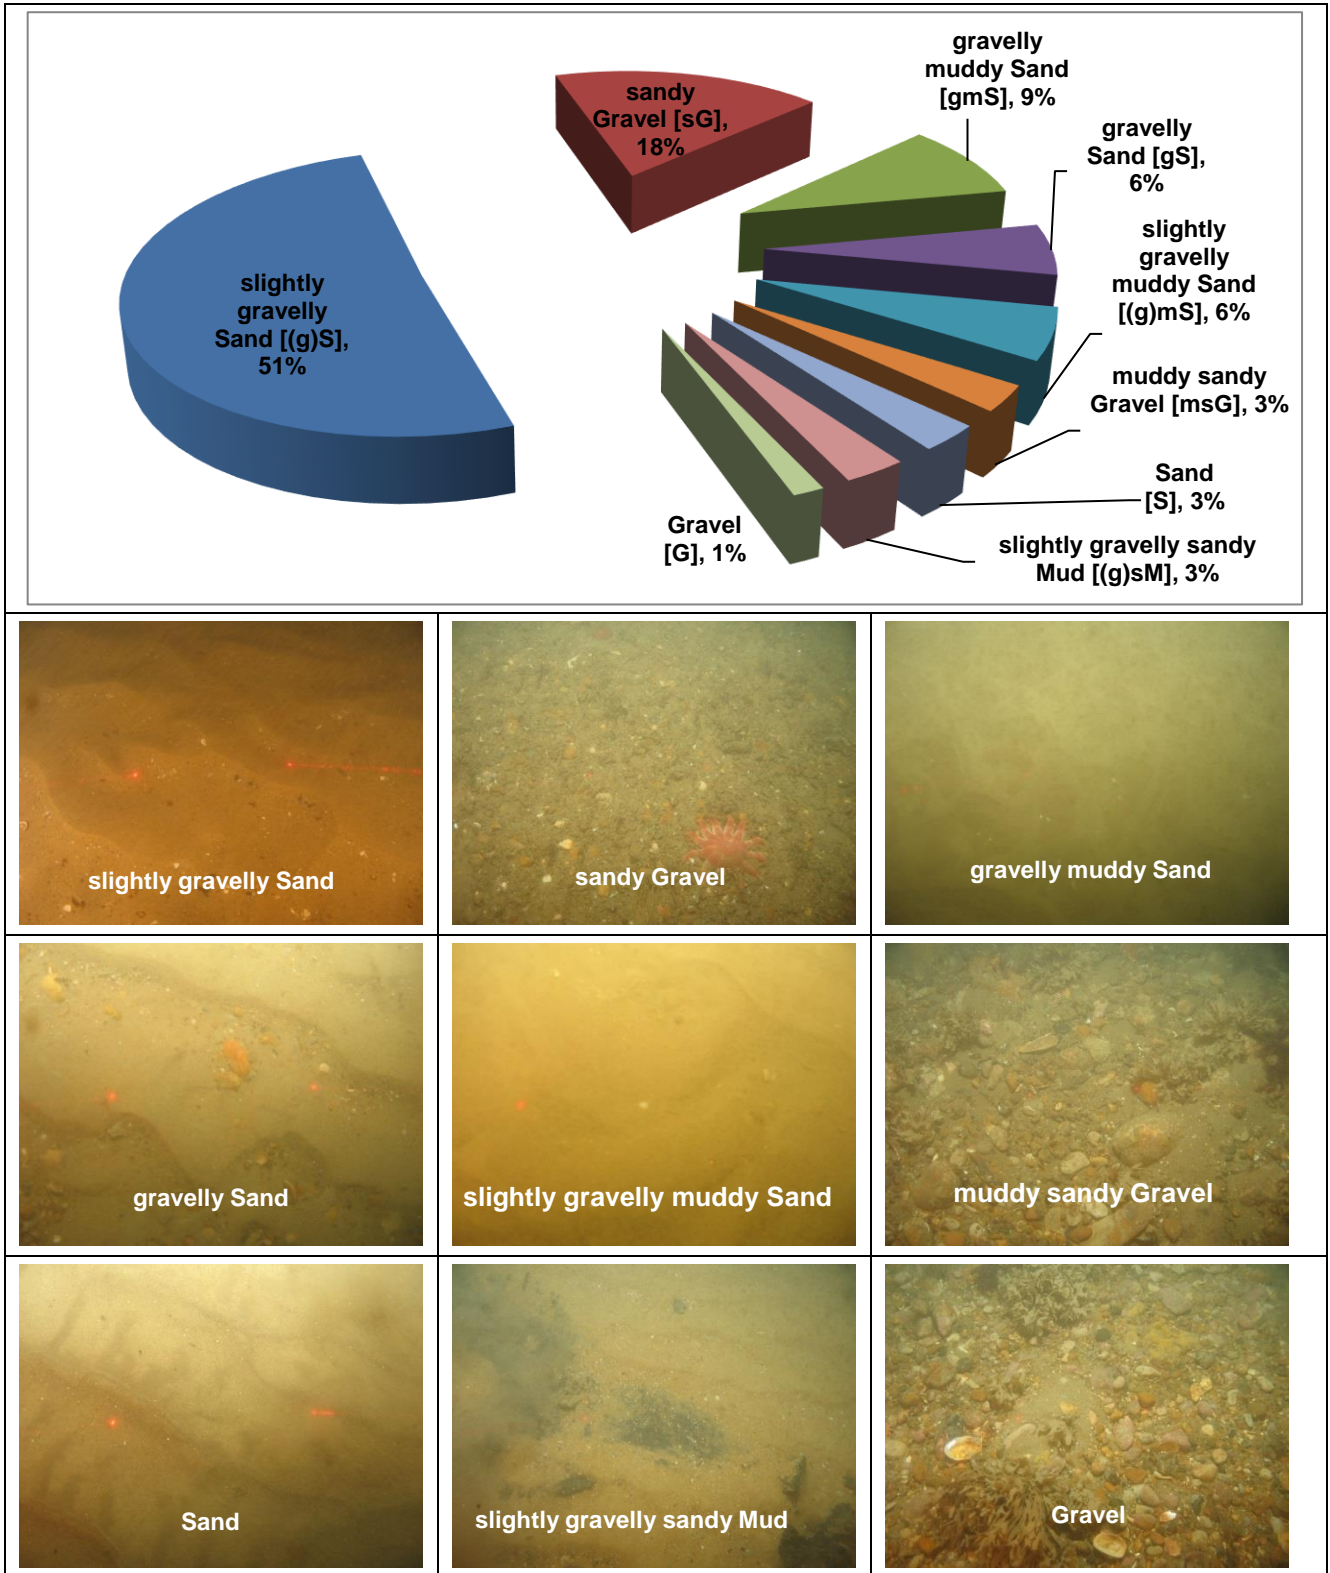 sandy
Gravel [sG],
18%
gravelly
muddy Sand
[gmS], 9%
gravelly
Sand [gS],
6%
slightly
gravelly
muddy Sand
[(g)mS], 6%
slightly
gravelly
Sand [(g)S],
51%
muddy sandy
Gravel [msG], 3%
Sand
[S], 3%
Gravel
[G], 1%
slightly gravelly sandy
Mud [(g)sM], 3%
slightly gravelly Sand
sandy Gravel
gravelly muddy Sand
gravelly Sand
slightly gravelly muddy Sand
muddy sandy Gravel
Sand
slightly gravelly sandy Mud
Gravel